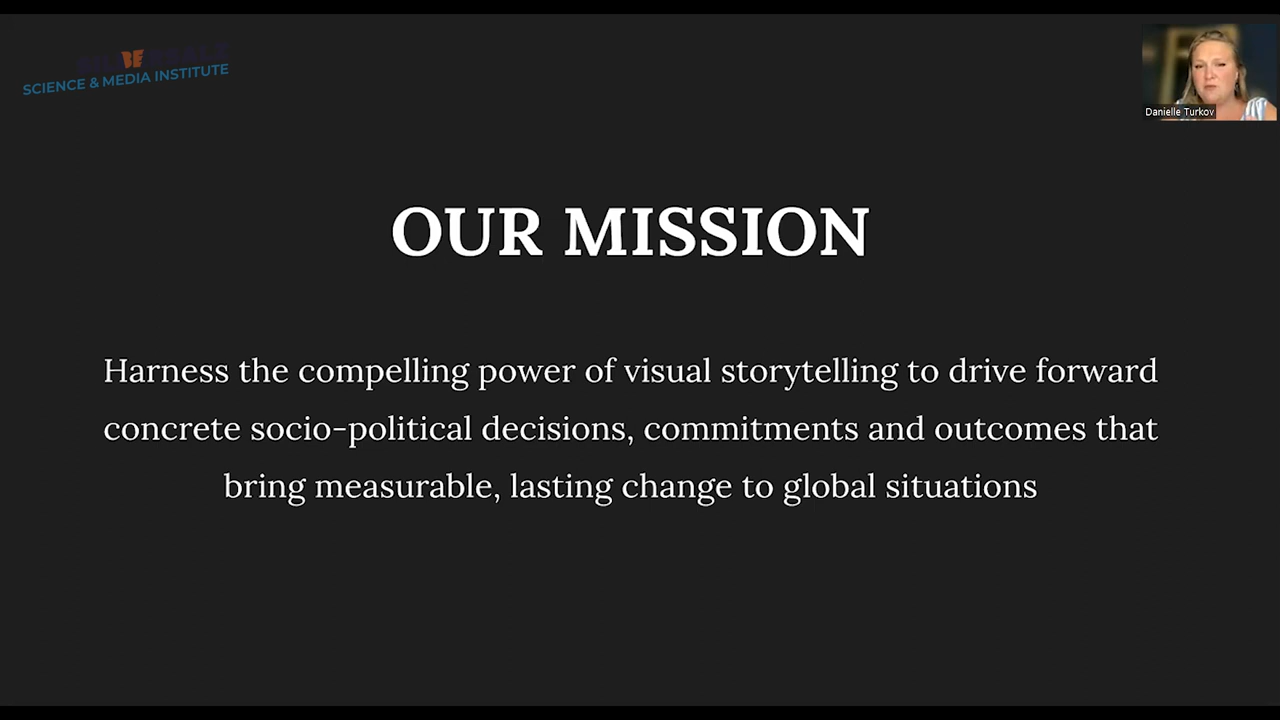 SCIENCE & MEDIA INSTITUTE
Danielle Turkov
OUR MISSION
Harness the compelling power of visual storytelling to drive forward
concrete socio-political decisions, commitments and outcomes that
bring measurable, lasting change to global situations